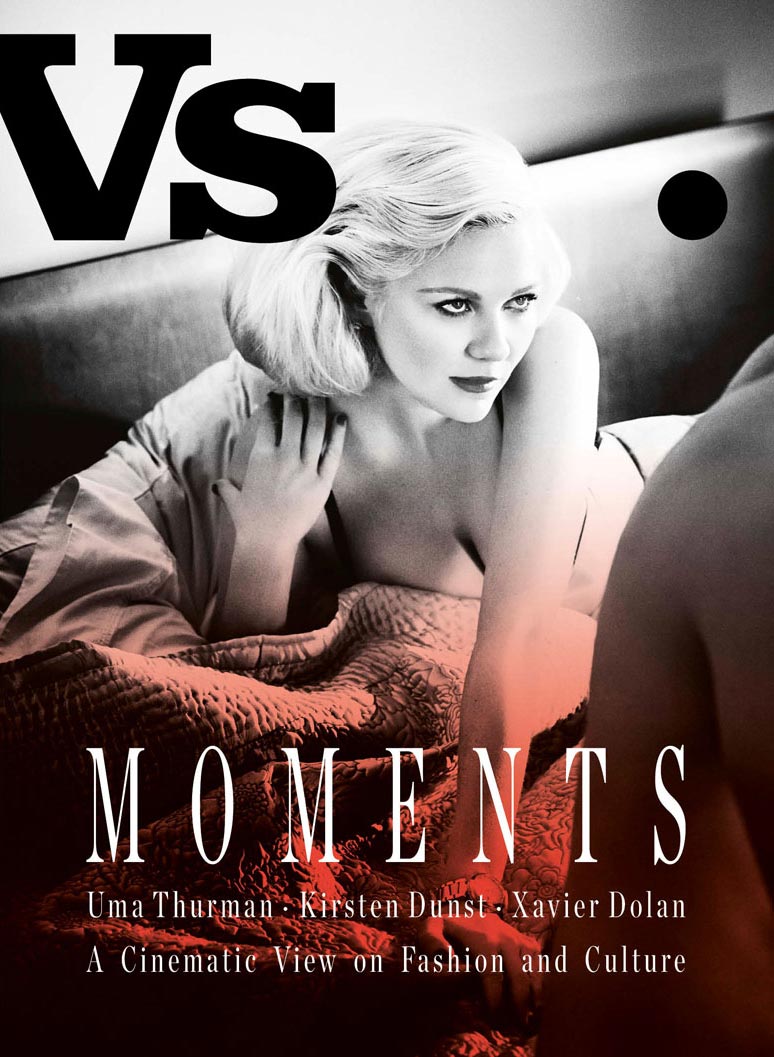 Vs.
MOMENTS
Uma Thurman · Kirsten Dunst · Xavier Dolan
A Cinematic View on Fashion and Culture